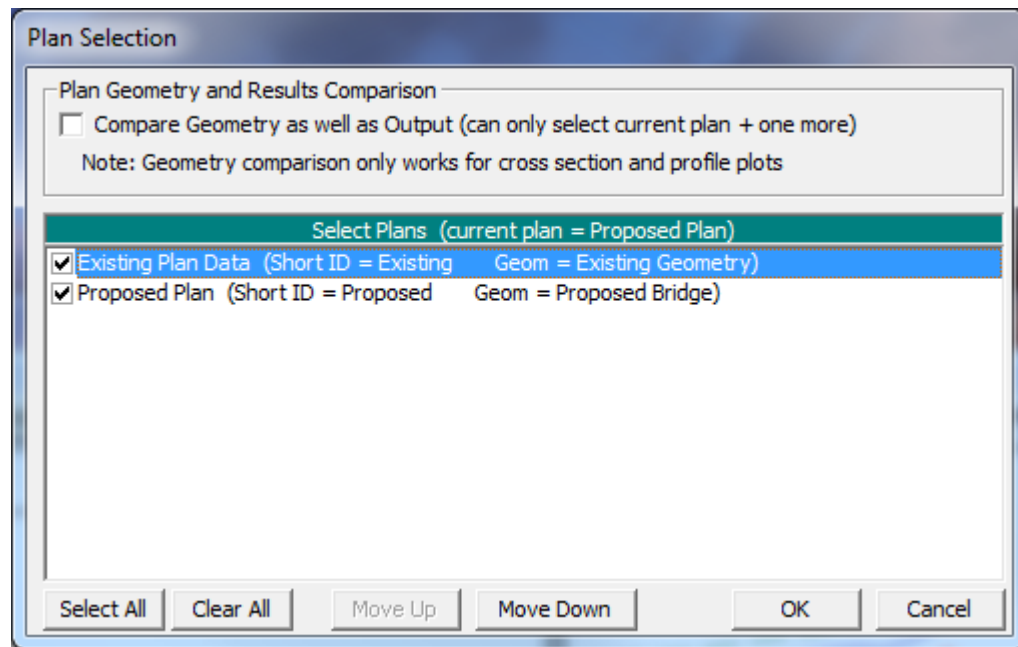 Plan Selection
Plan Geometry and Results Comparison
Compare Geometry as well as Output (can only select current plan + one more)
Note: Geometry comparison only works for cross section and profile plots
Select Plans (current plan = Proposed Plan)
Existing Plan Data (Short ID = Existing Geom = Existing Geometry)
Proposed Plan (Short ID = Proposed Geom = Proposed Bridge)
Select All Clear All Move Up Move Down OK Cancel